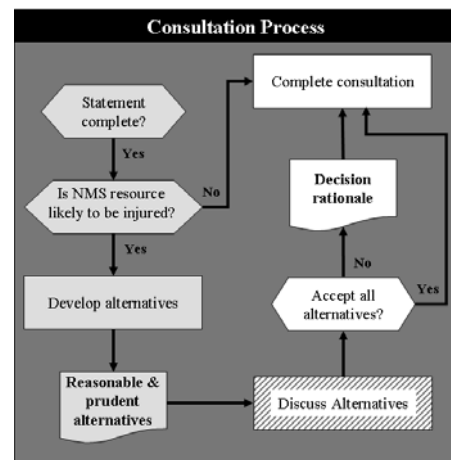 Consultation Process
Statement
complete?
Yes
Is NMS resource
likely to be injured?
No
Yes
Develop alternatives
Reasonable &
prudent
alternatives
Discuss Alternatives
Accept all
alternatives?
Yes
No
Decision
rationale
Complete consultation